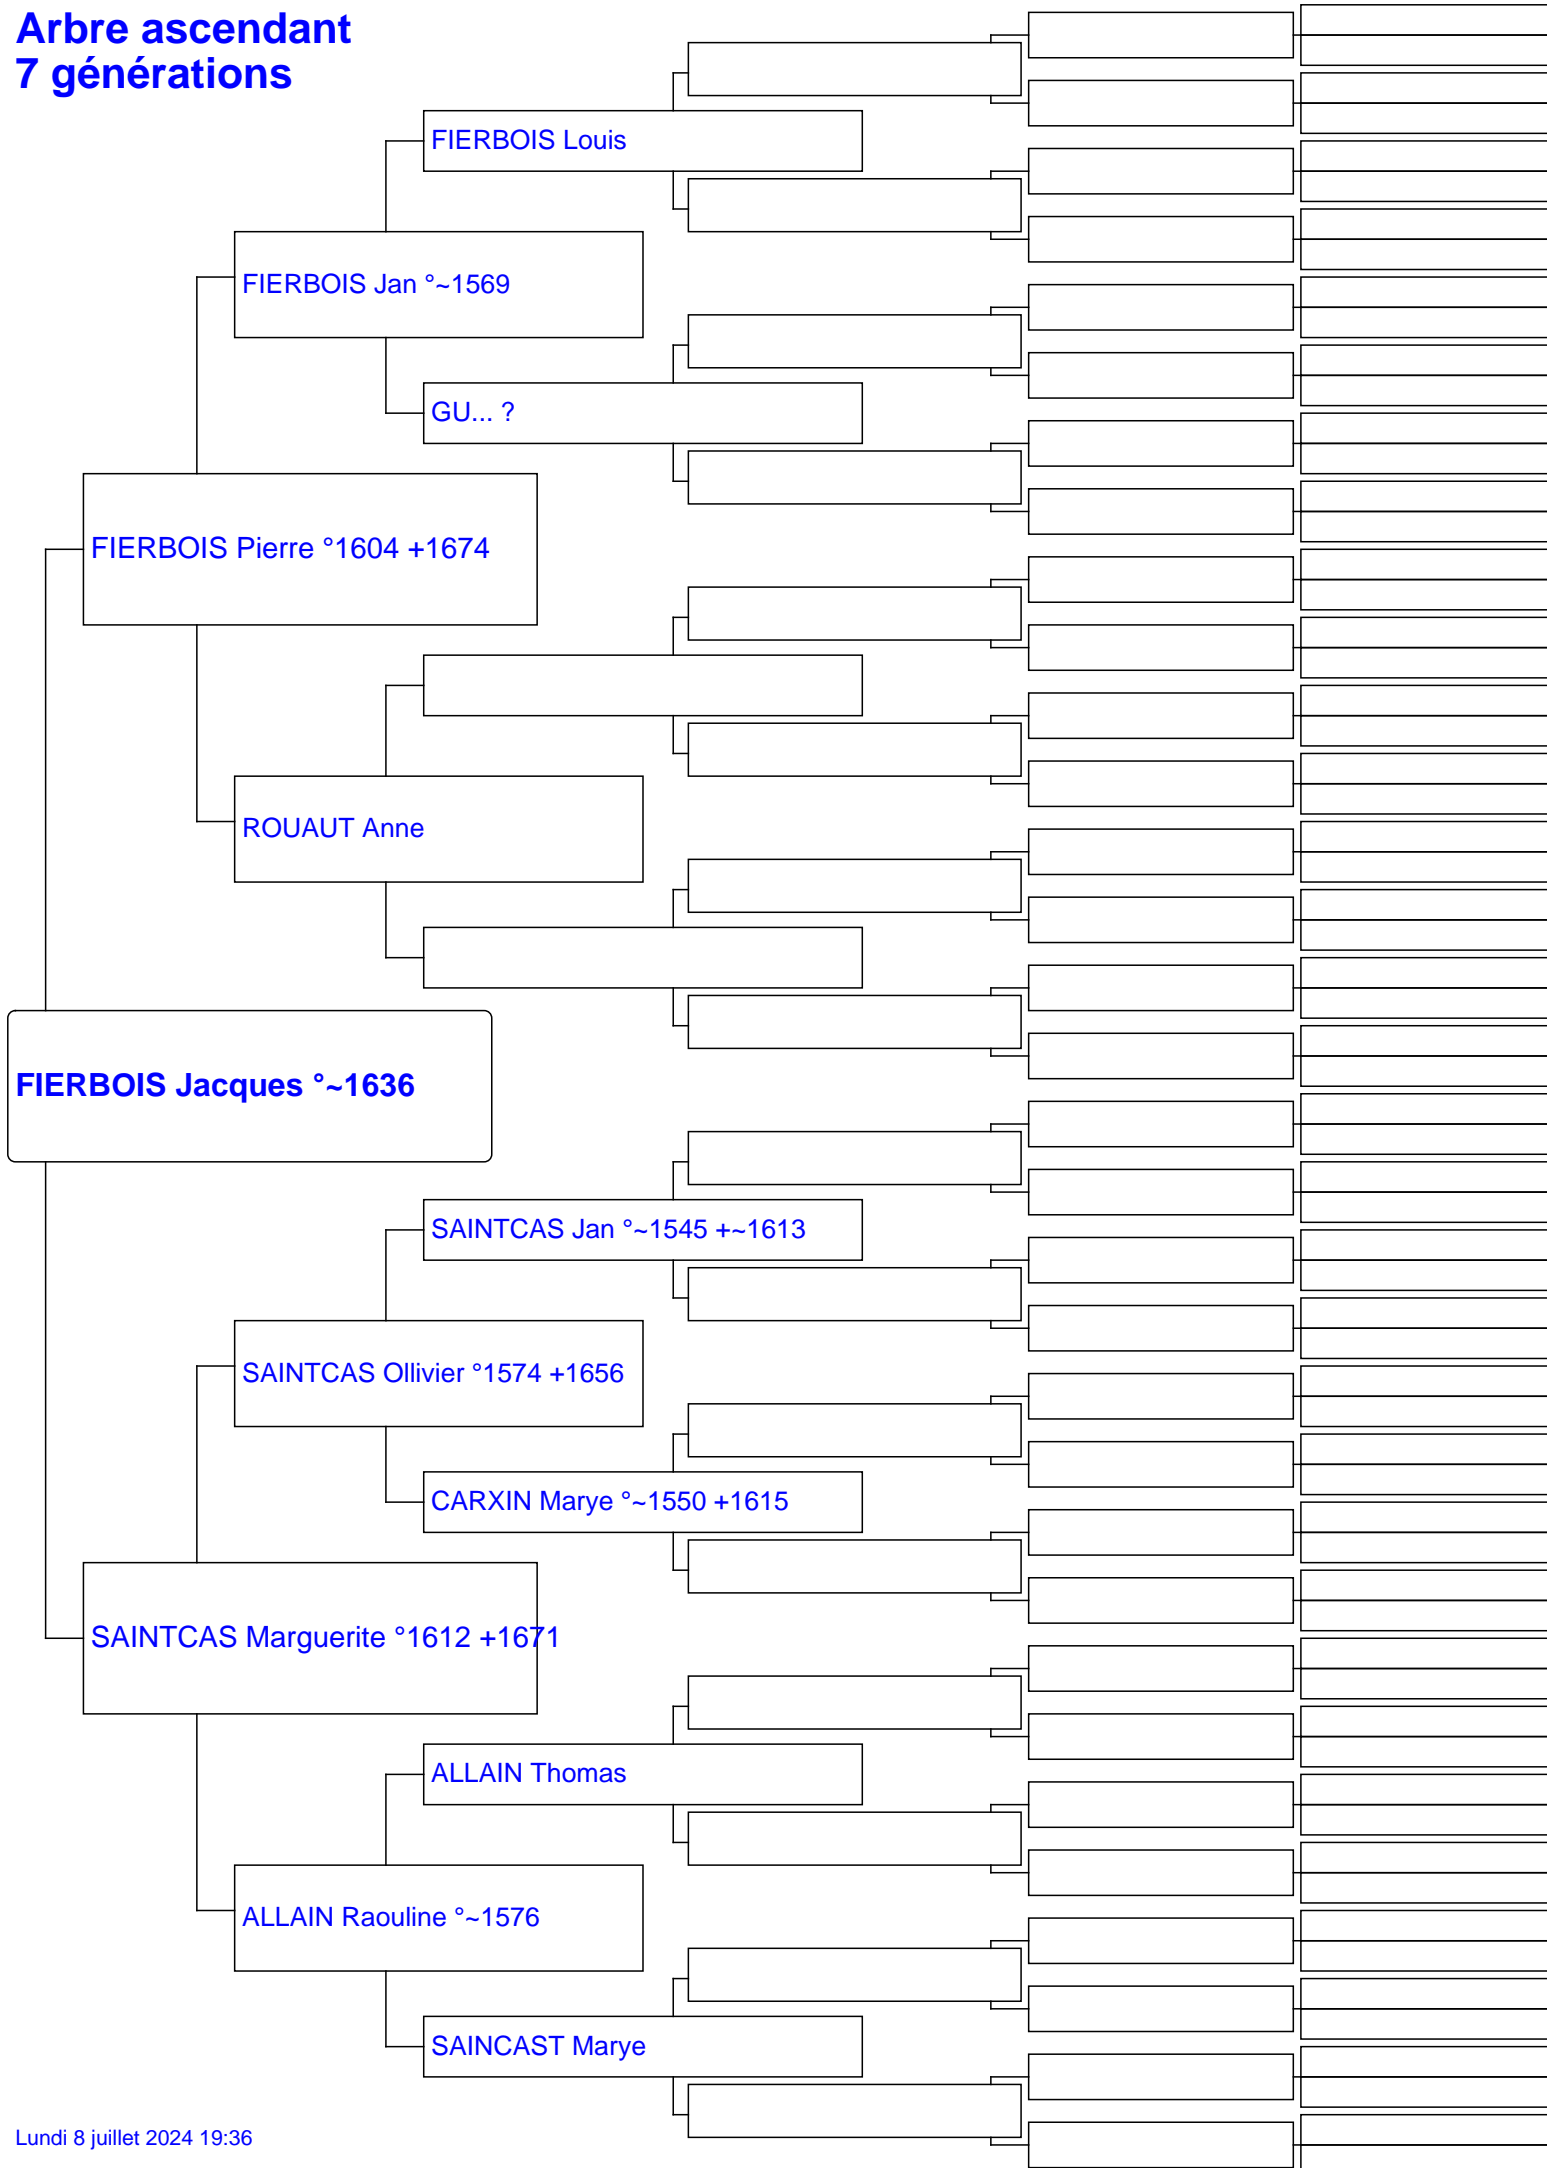 Arbre ascendant
7 générations
FIERBOIS Louis
FIERBOIS Jan °~1569
GU... ?
FIERBOIS Pierre °1604 +1674
ROUAUT Anne
FIERBOIS Jacques °~1636
SAINTCAS Jan °~1545 +~1613
SAINTCAS Ollivier °1574 +1656
CARXIN Marye °~1550 +1615
SAINTCAS Marguerite °1612 +1671
ALLAIN Thomas
ALLAIN Raouline °~1576
SAINCAST Marye
Lundi 8 juillet 2024 19:36